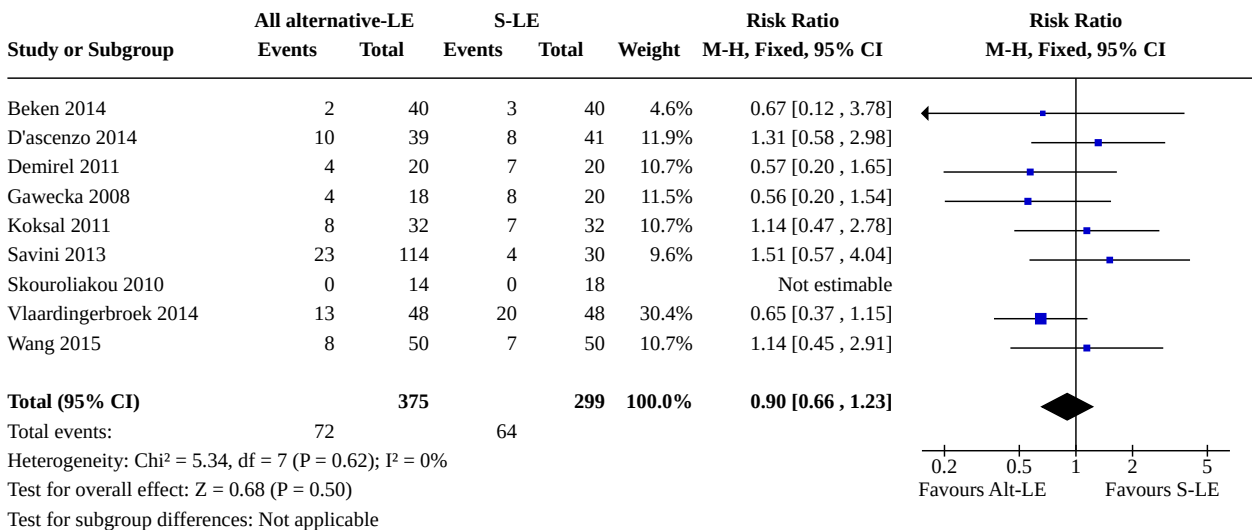 All alternative-LE S-LE Risk Ratio Risk Ratio
Study or Subgroup Events Total Events Total Weight M-H, Fixed, 95% CI M-H, Fixed, 95% CI
Beken 2014 2 40 3 40 4.6% 0.67 [0.12 , 3.78]
D'ascenzo 2014 10 39 8 41 11.9% 1.31 [0.58 , 2.98]
Demirel 2011 4 20 7 20 10.7% 0.57 [0.20 , 1.65]
Gawecka 2008 4 18 8 20 11.5% 0.56 [0.20 , 1.54]
Koksal 2011 8 32 7 32 10.7% 1.14 [0.47 , 2.78]
Savini 2013 23 114 4 30 9.6% 1.51 [0.57 , 4.04]
Skouroliakou 2010 0 14 0 18 Not estimable
Vlaardingerbroek 2014 13 48 20 48 30.4% 0.65 [0.37 , 1.15]
Wang 2015 8 50 7 50 10.7% 1.14 [0.45 , 2.91]
Total (95% CI) 375 299 100.0% 0.90 [0.66 , 1.23]
Total events: 72 64
Heterogeneity: Chi² = 5.34, df = 7 (P = 0.62); I² = 0%
0.2 0.5 1 2 5
Test for overall effect: Z = 0.68 (P = 0.50) Favours Alt-LE Favours S-LE
Test for subgroup differences: Not applicable